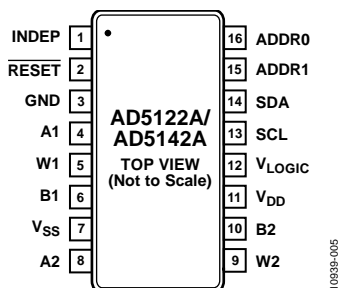 INDEP 1
RESET 2
GND 3
A1 4
W1 5
B1 6
VSS 7
A2 8
AD5122A/
AD5142A
TOP VIEW
(Not to Scale)
16 ADDR0
15 ADDR1
14 SDA
13 SCL
12 VLOGIC
11 VDD
10 B2
9 W2
10939-005